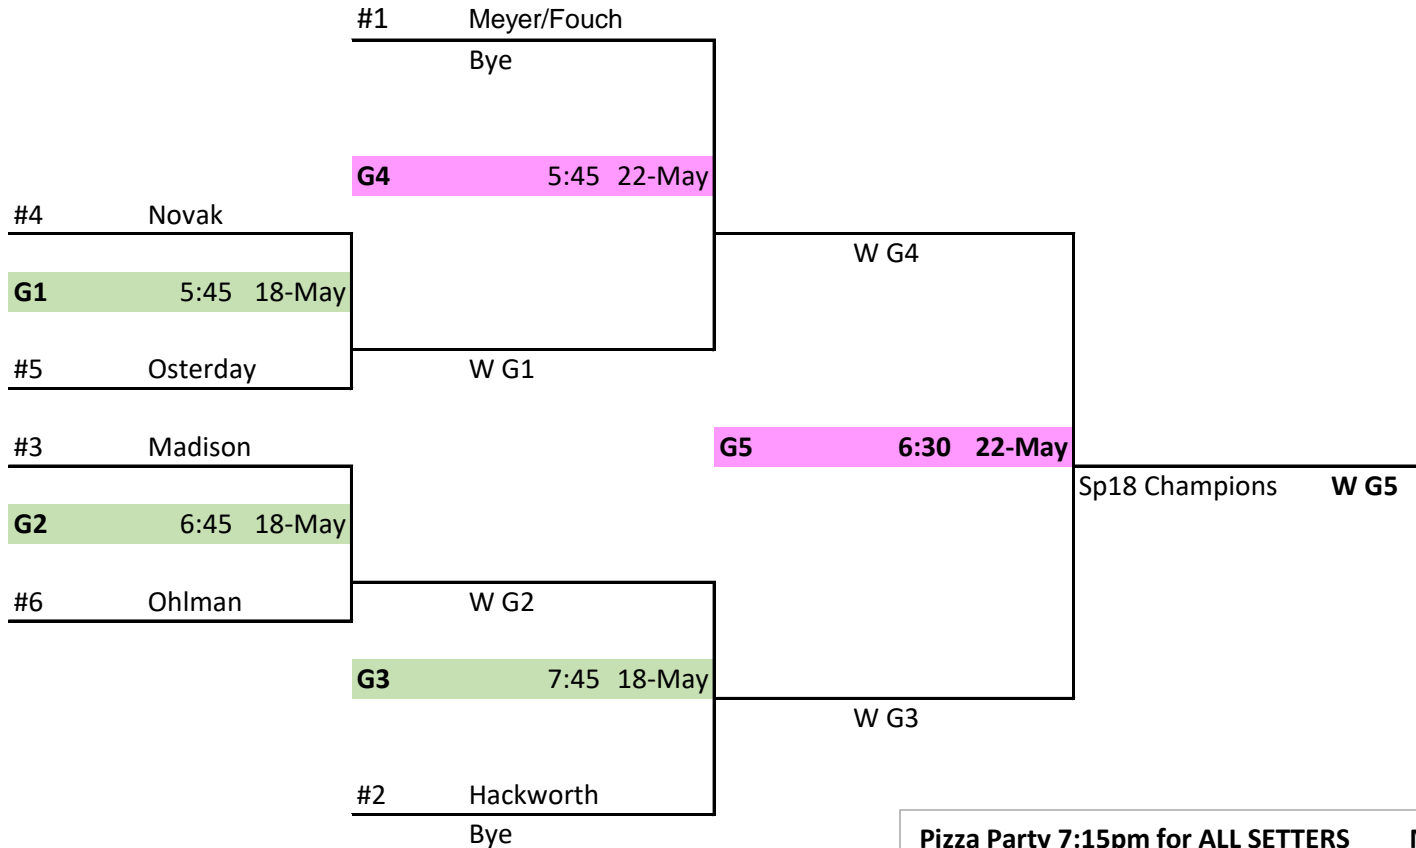 #1 Meyer/Fouch
Bye
G4 5:45 22-May
#4 Novak
W G4
G1 5:45 18-May
#5 Osterday W G1
#3 Madison G5 6:30 22-May
Sp18 Champions W G5
G2 6:45 18-May
#6 Ohlman W G2
G3 7:45 18-May
W G3
#2 Hackworth
Bye
Pizza Party 7:15pm for ALL SETTERS